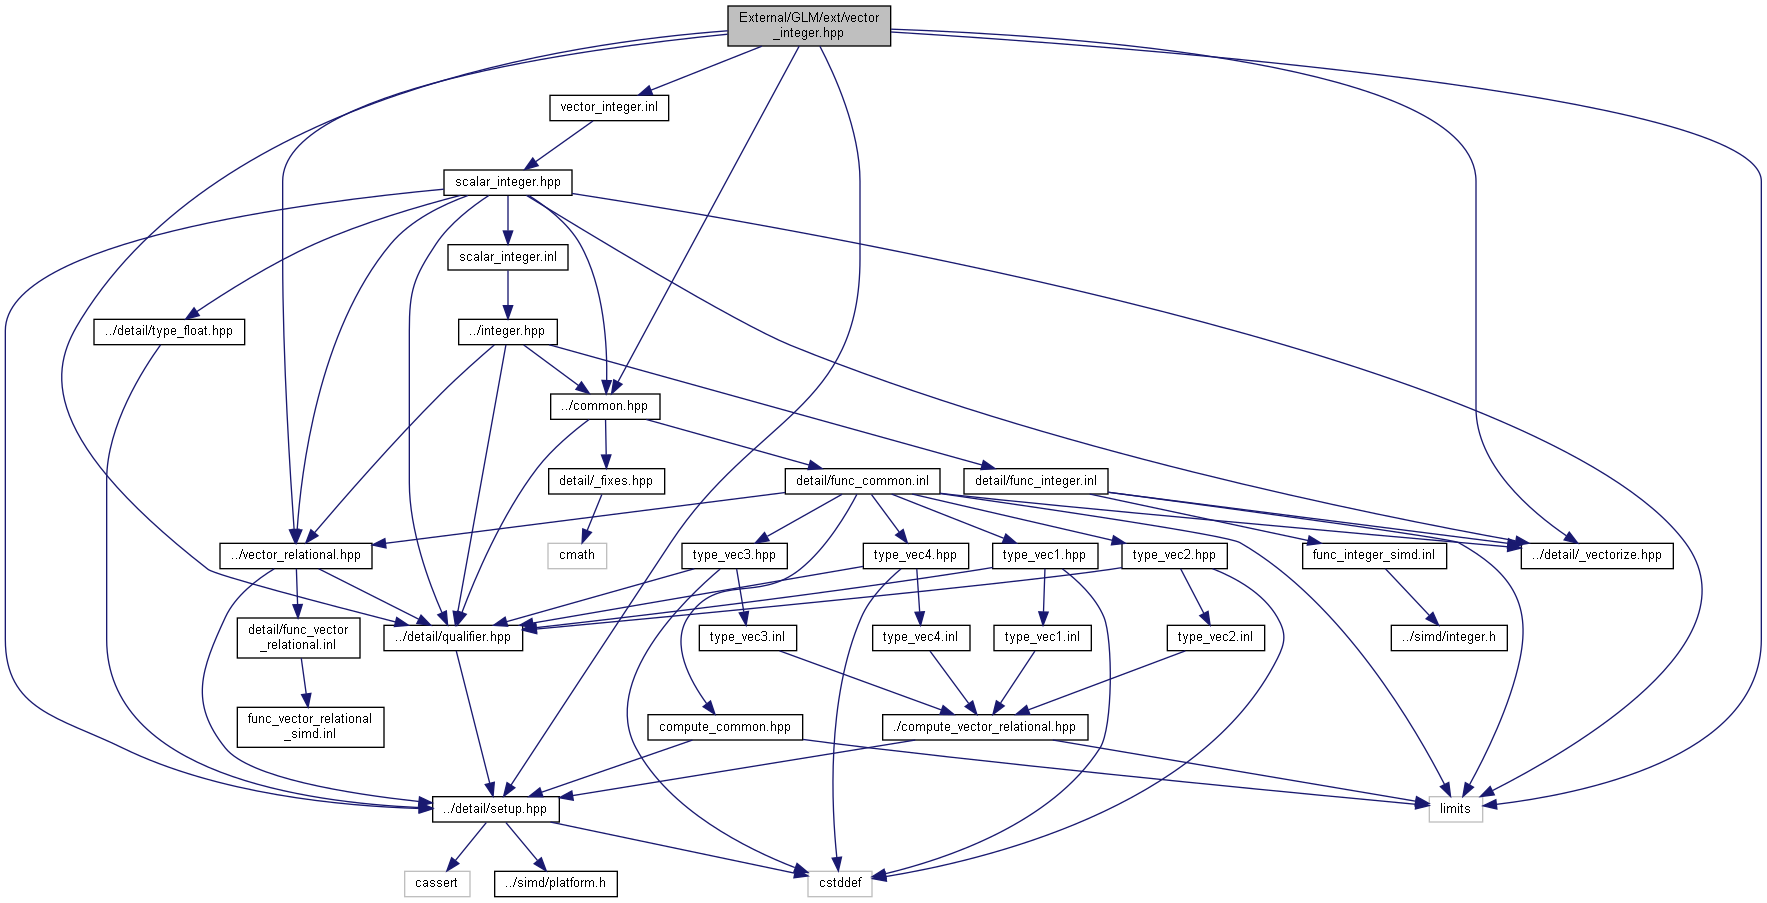 External/GLM/ext/vector
_integer.hpp
vector_integer.inl
scalar_integer.hpp
scalar_integer.inl
../detail/type_float.hpp
../integer.hpp
../common.hpp
detail/_fixes.hpp
detail/func_common.inl
detail/func_integer.inl
../vector_relational.hpp
cmath
type_vec3.hpp
type_vec4.hpp
type_vec1.hpp
type_vec2.hpp
func_integer_simd.inl
../detail/_vectorize.hpp
detail/func_vector
_relational.inl
../detail/qualifier.hpp
type_vec3.inl
type_vec4.inl
type_vec1.inl
type_vec2.inl
../simd/integer.h
func_vector_relational
_simd.inl
compute_common.hpp
./compute_vector_relational.hpp
../detail/setup.hpp
limits
cassert
../simd/platform.h
cstddef